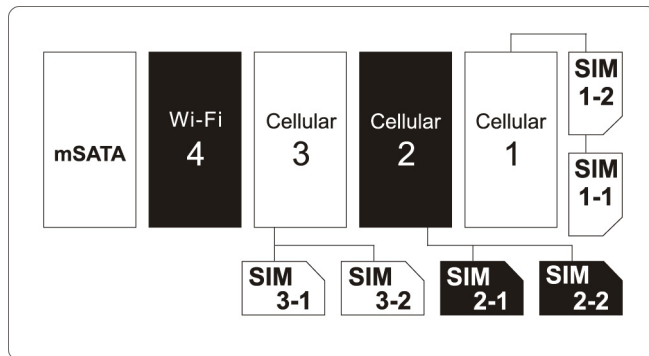 mSATA
Wi-Fi
4
Cellular
3
Cellular
2
Cellular
1
SIM
1-2
SIM
1-1
SIM
3-1
SIM
3-2
SIM
2-1
SIM
2-2